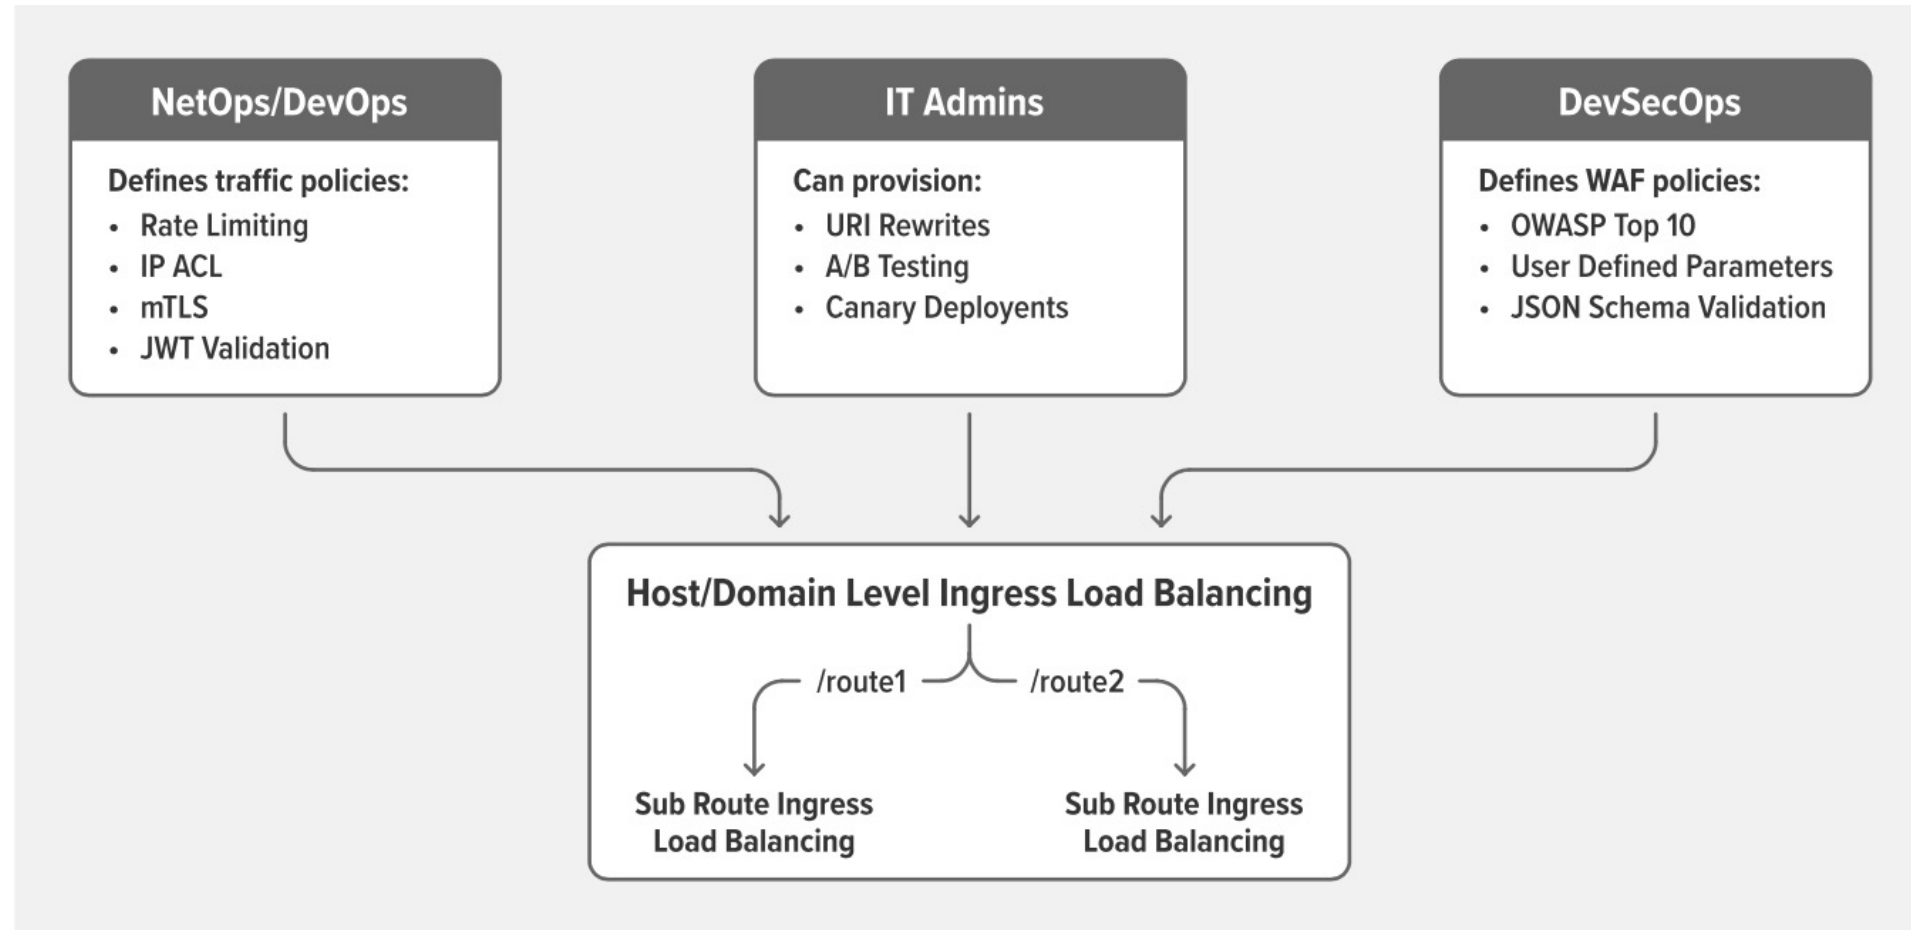 NetOps/DevOps
Defines traffic policies:
• Rate Limiting
• IP ACL
• mTLS
• JWT Validation
IT Admins
Can provision:
• URI Rewrites
• A/B Testing
• Canary Deployents
DevSecOps
Defines WAF policies:
• OWASP Top 10
• User Defined Parameters
• JSON Schema Validation
Host/Domain Level Ingress Load Balancing
/route1
/route2
Sub Route Ingress
Load Balancing
Sub Route Ingress
Load Balancing